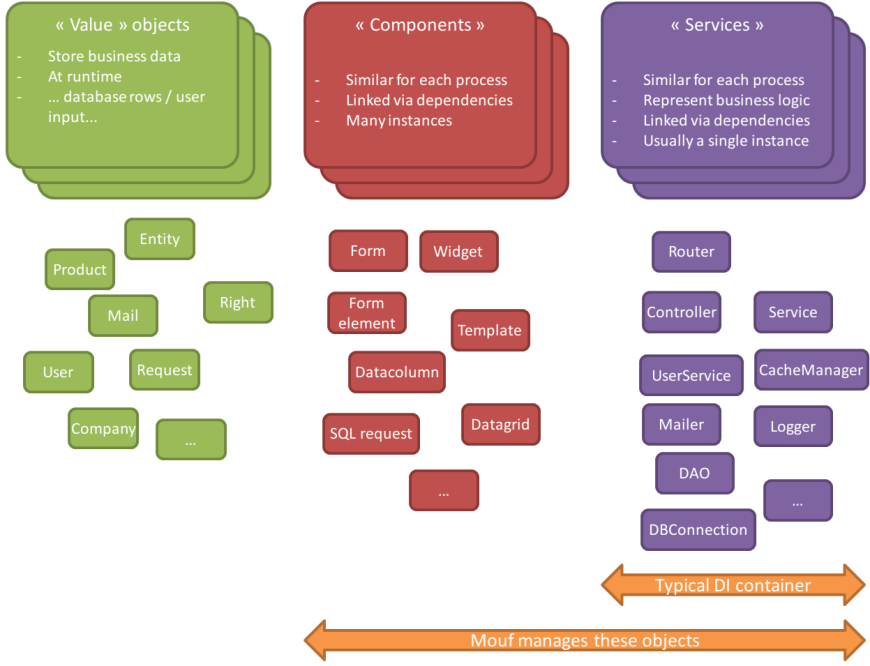 « Value » objects
- Store business data
- At runtime
- … database rows / user
input...
« Components »
- Similar for each process
- Linked via dependencies
- Many instances
« Services »
- Similar for each process
- Represent business logic
- Linked via dependencies
- Usually a single instance
Entity
Product
Right
Mail
User
Request
Company
…
Form
Widget
Form
element
Template
Datacolumn
SQL request
Datagrid
…
Router
Controller
Service
UserService
CacheManager
Mailer
Logger
DAO
…
DBConnection
Typical DI container
Mouf manages these objects